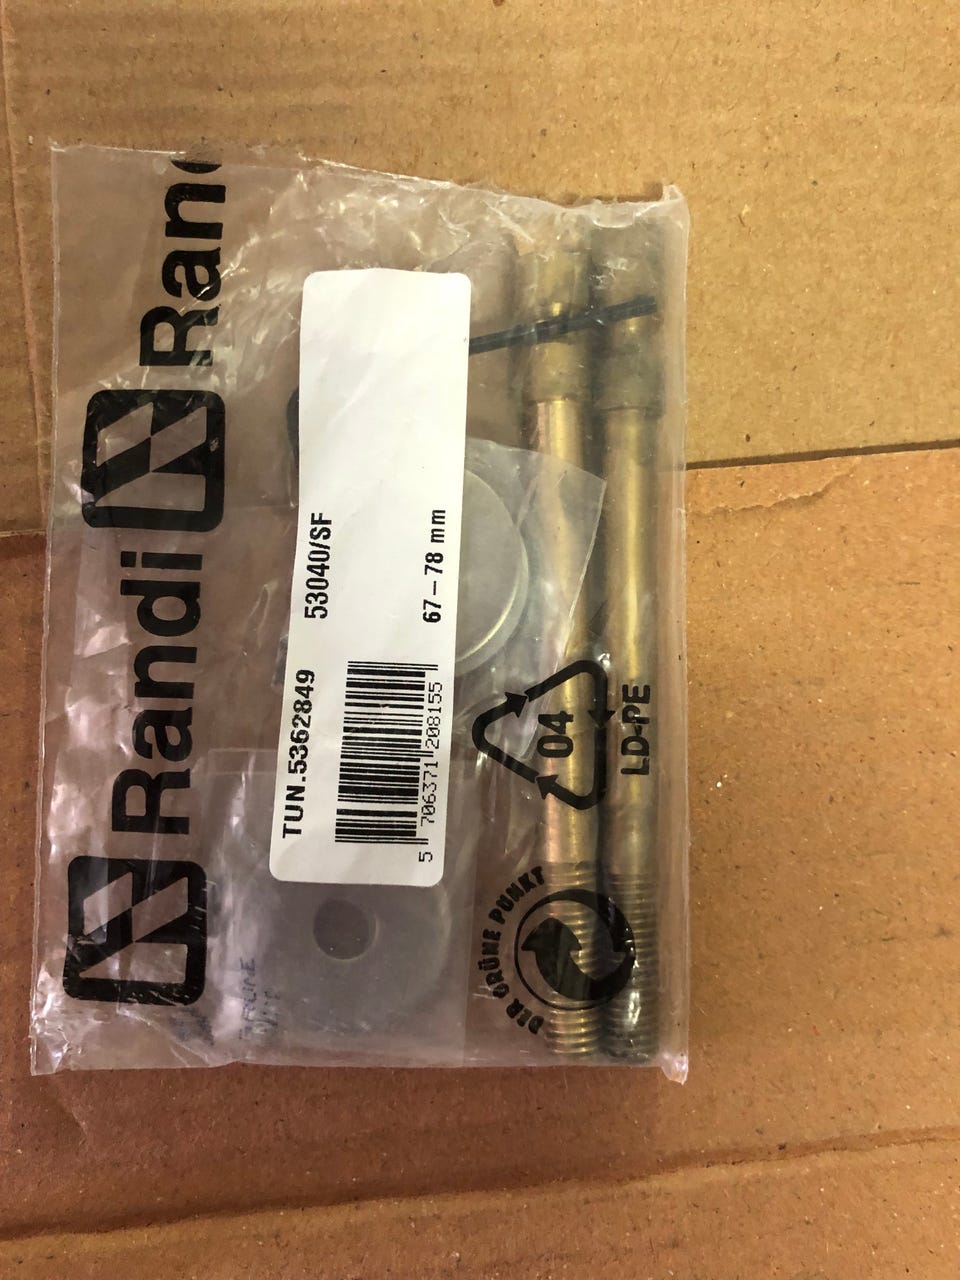 Randi Rand
TUN.5362849 53040/SF
67 – 78 mm
5 706371 208155
04
LD-PE
DER GRÜNE PUNKT